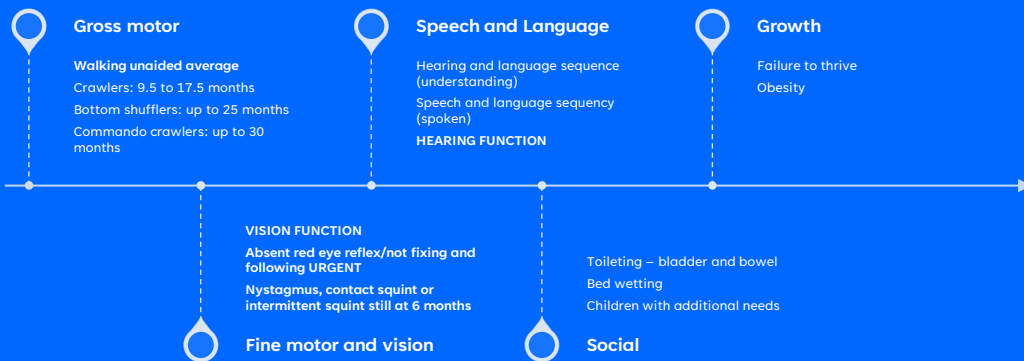 Gross motor
Walking unaided average
Crawlers: 9.5 to 17.5 months
Bottom shufflers: up to 25 months
Commando crawlers: up to 30
months
Speech and Language
Hearing and language sequence
(understanding)
Speech and language sequency
(spoken)
HEARING FUNCTION
Growth
Failure to thrive
Obesity
VISION FUNCTION
Absent red eye reflex/not fixing and
following URGENT
Nystagmus, contact squint or
intermittent squint still at 6 months
Fine motor and vision
Toileting – bladder and bowel
Bed wetting
Children with additional needs
Social